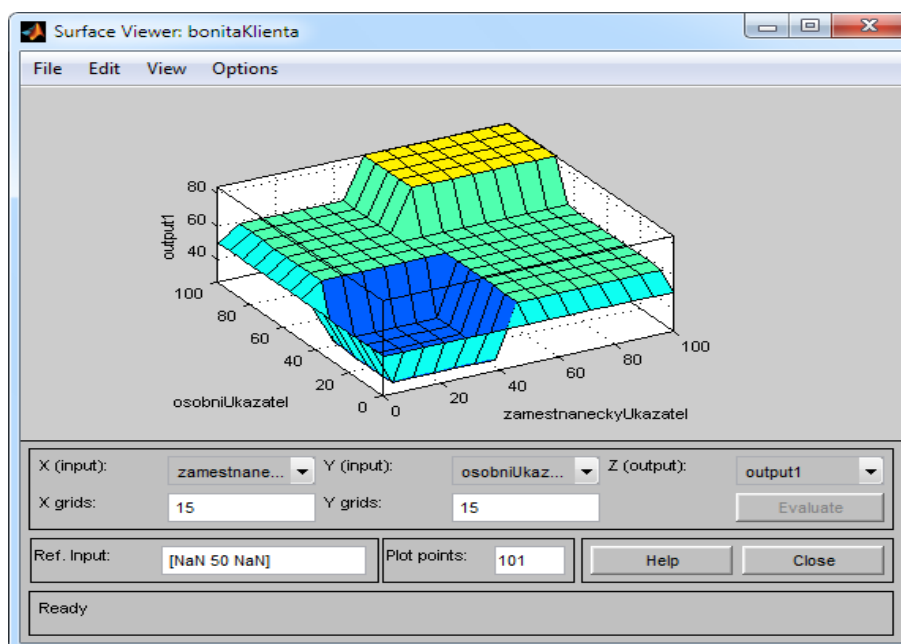 Surface Viewer: bonitaKlienta
File Edit View Options
80
60
40
output1
100
80
60
40
20
0
osobniUkazatel
0
20
40
60
80
100
zamestnaneckyUkazatel
X (input): zamestnane... Y (input): osobniUkaz... Z (output): output1
X grids: 15 Y grids: 15 Evaluate
Ref. Input: [NaN 50 NaN] Plot points: 101 Help Close
Ready